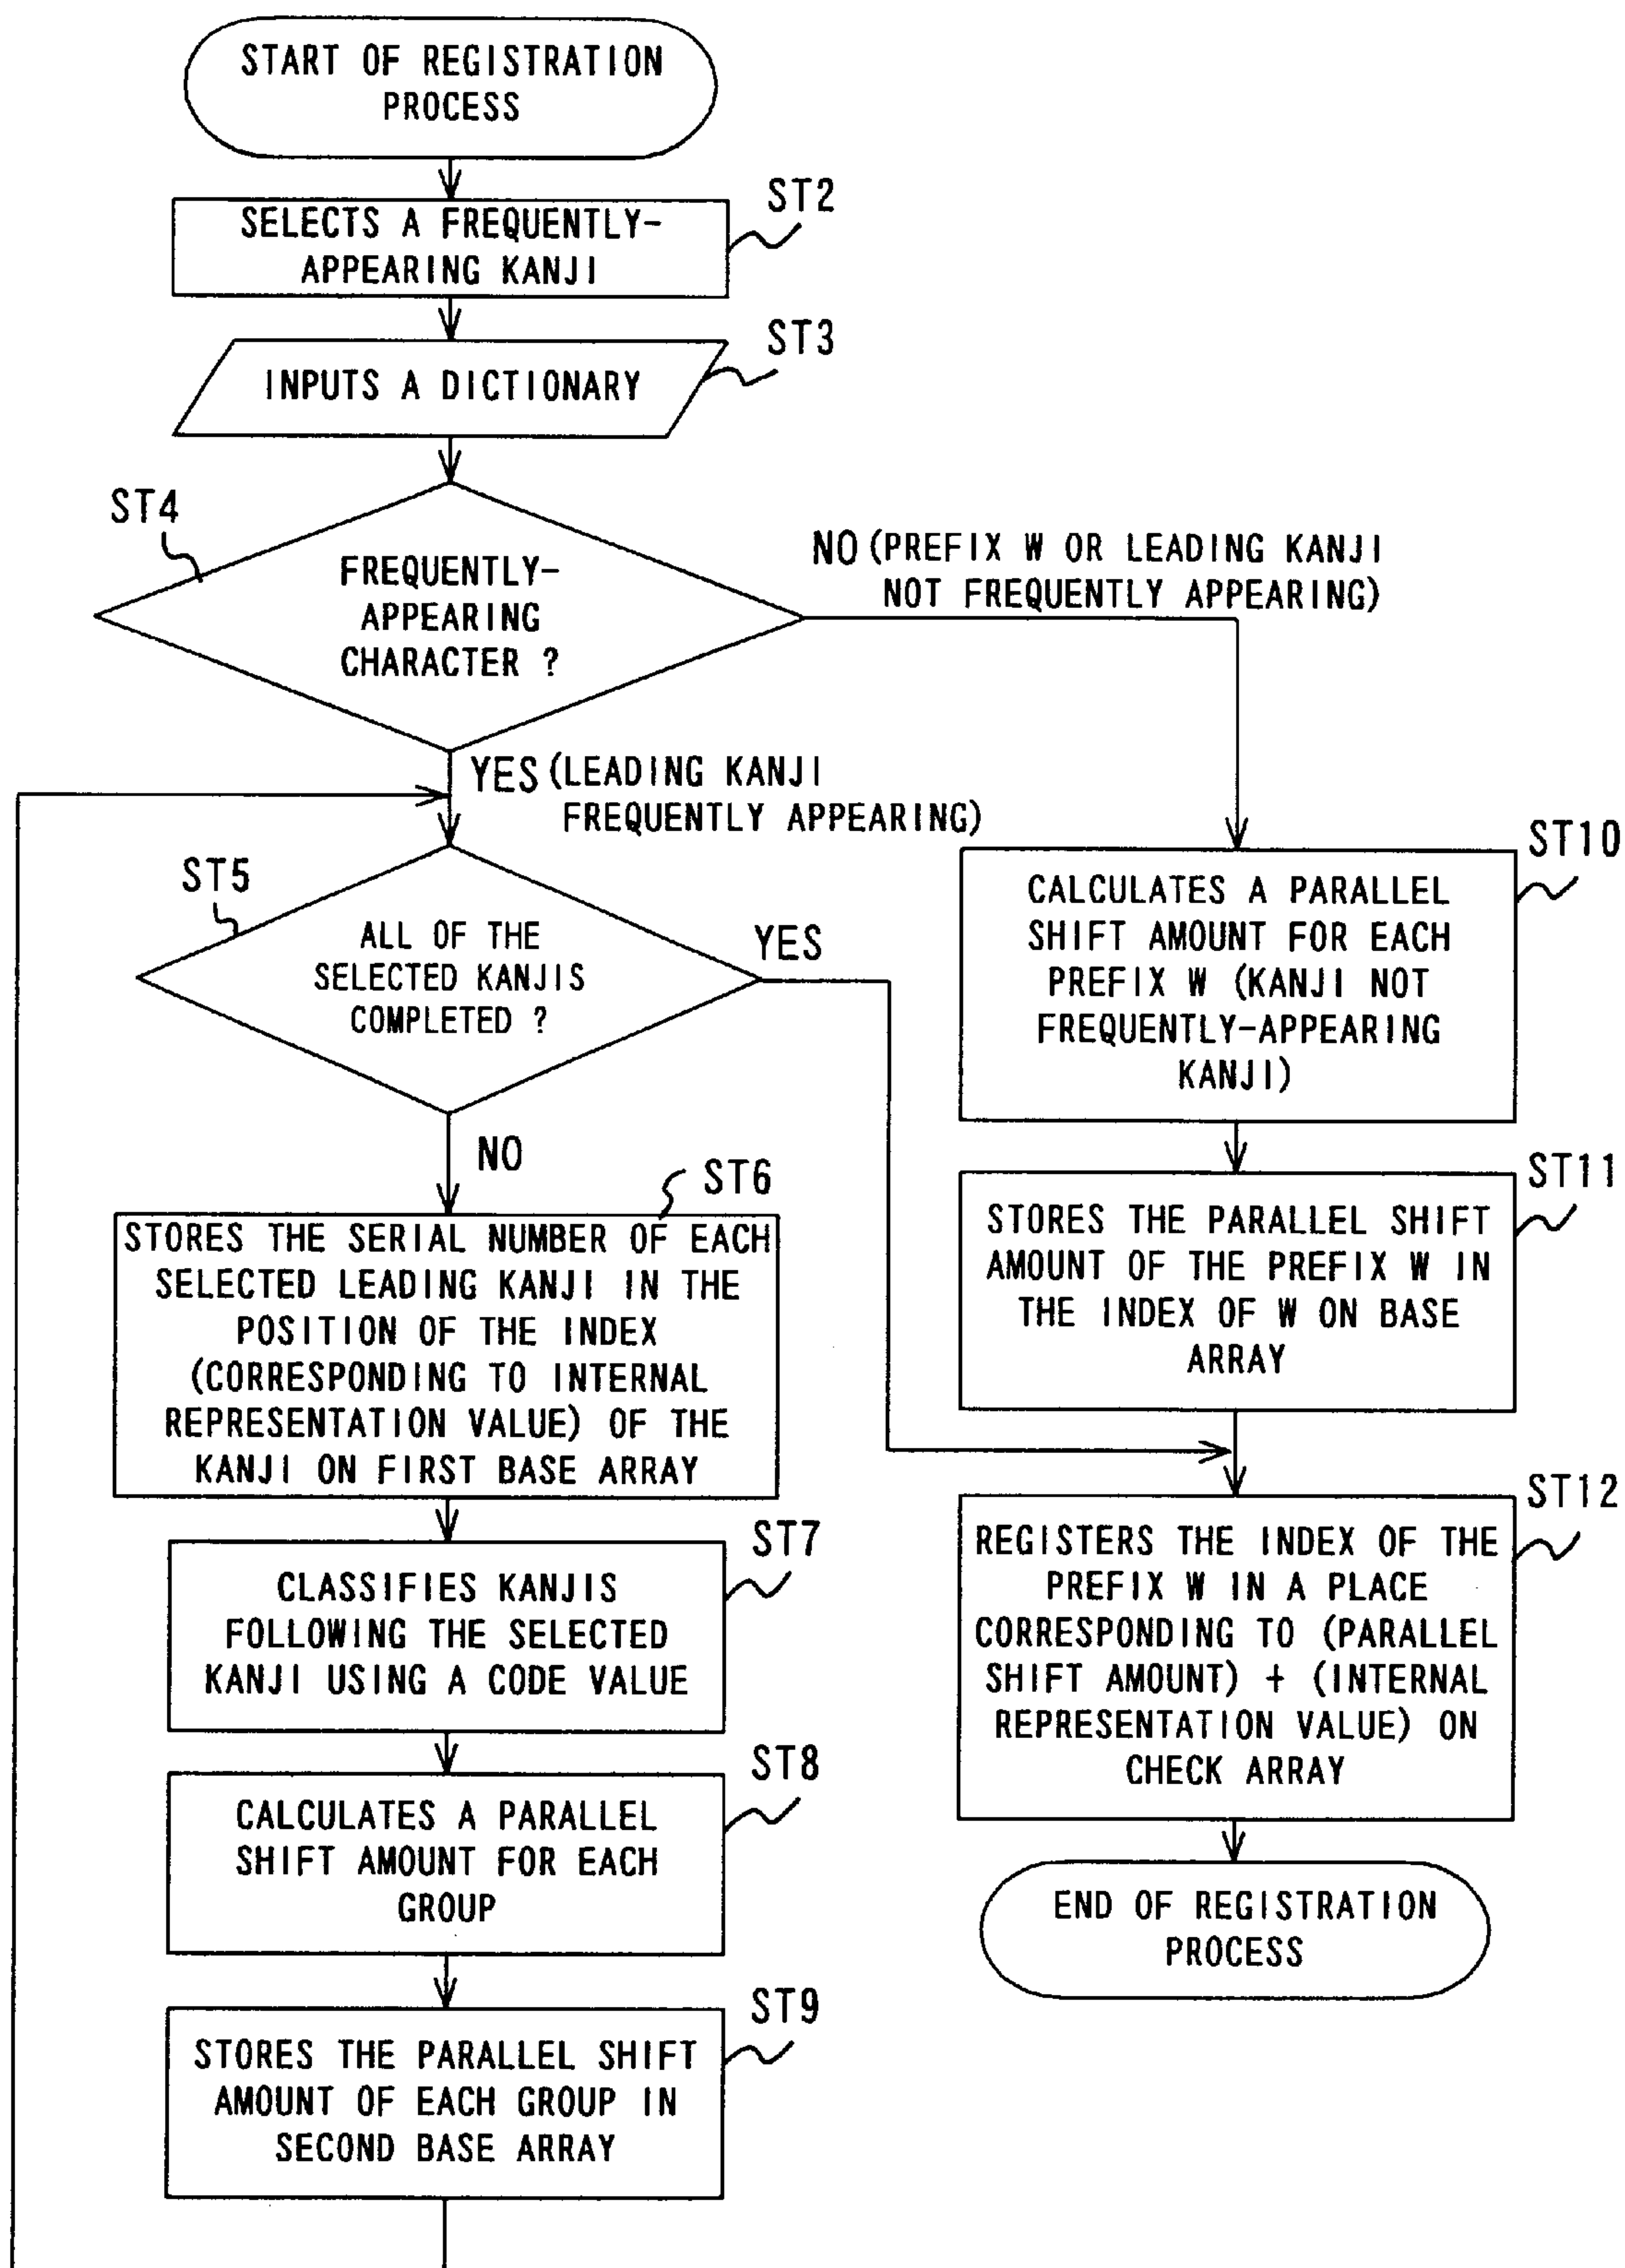 START OF REGISTRATION
PROCESS
ST2
SELECTS A FREQUENTLY-
APPEARING KANJI
ST3
INPUTS A DICTIONARY
ST4
FREQUENTLY-
APPEARING
CHARACTER ?
NO (PREFIX W OR LEADING KANJI
NOT FREQUENTLY APPEARING)
YES (LEADING KANJI
FREQUENTLY APPEARING)
ST5
ALL OF THE
SELECTED KANJIS
COMPLETED ?
YES
NO
ST6
STORES THE SERIAL NUMBER OF EACH
SELECTED LEADING KANJI IN THE
POSITION OF THE INDEX
(CORRESPONDING TO INTERNAL
REPRESENTATION VALUE) OF THE
KANJI ON FIRST BASE ARRAY
ST7
CLASSIFIES KANJIS
FOLLOWING THE SELECTED
KANJI USING A CODE VALUE
ST8
CALCULATES A PARALLEL
SHIFT AMOUNT FOR EACH
GROUP
ST9
STORES THE PARALLEL SHIFT
AMOUNT OF EACH GROUP IN
SECOND BASE ARRAY
ST10
CALCULATES A PARALLEL
SHIFT AMOUNT FOR EACH
PREFIX W (KANJI NOT
FREQUENTLY-APPEARING
KANJI)
ST11
STORES THE PARALLEL SHIFT
AMOUNT OF THE PREFIX W IN
THE INDEX OF W ON BASE
ARRAY
ST12
REGISTERS THE INDEX OF THE
PREFIX W IN A PLACE
CORRESPONDING TO (PARALLEL
SHIFT AMOUNT) + (INTERNAL
REPRESENTATION VALUE) ON
CHECK ARRAY
END OF REGISTRATION
PROCESS